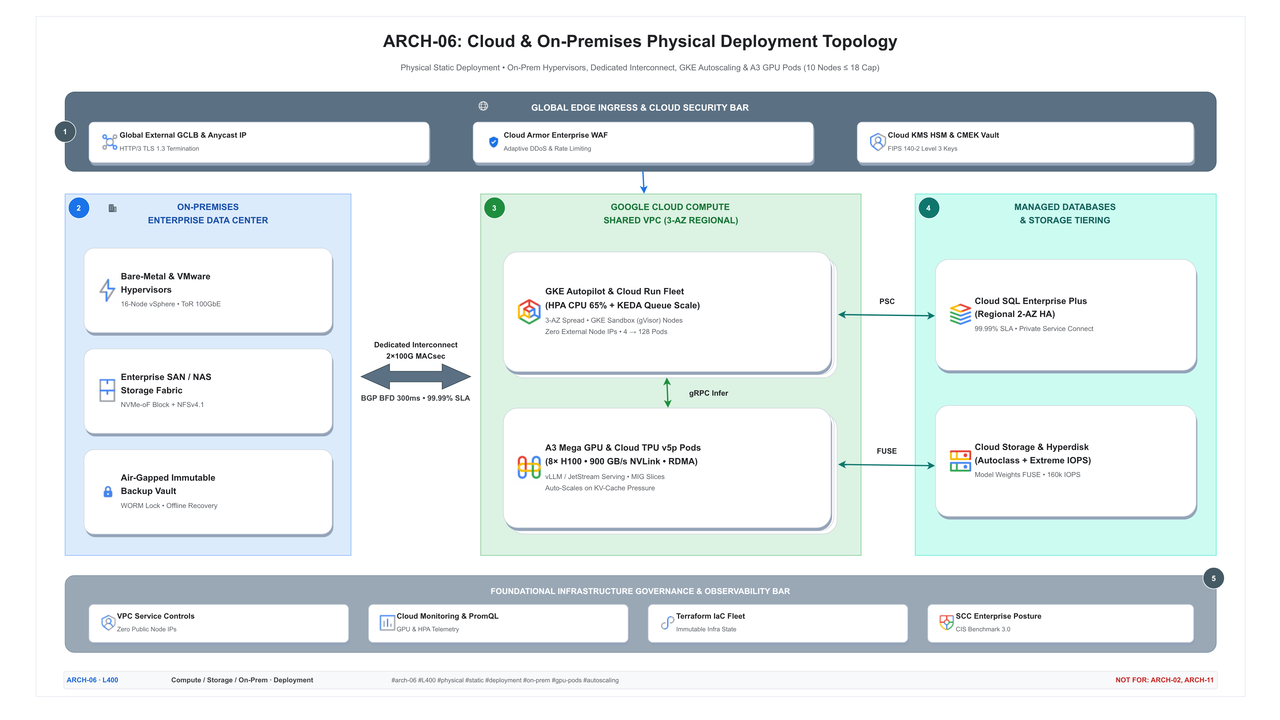 ARCH-06: Cloud & On-Premises Physical Deployment Topology
Physical Static Deployment • On-Prem Hypervisors, Dedicated Interconnect, GKE Autoscaling & A3 GPU Pods (10 Nodes ≤ 18 Cap)
GLOBAL EDGE INGRESS & CLOUD SECURITY BAR
1
Global External GCLB & Anycast IP
HTTP/3 TLS 1.3 Termination
Cloud Armor Enterprise WAF
Adaptive DDoS & Rate Limiting
Cloud KMS HSM & CMEK Vault
FIPS 140-2 Level 3 Keys
2
ON-PREMISES
ENTERPRISE DATA CENTER
Bare-Metal & VMware
Hypervisors
16-Node vSphere • ToR 100GbE
Enterprise SAN / NAS
Storage Fabric
NVMe-oF Block + NFSv4.1
Air-Gapped Immutable
Backup Vault
WORM Lock • Offline Recovery
Dedicated Interconnect
2×100G MACsec
BGP BFD 300ms • 99.99% SLA
3
GOOGLE CLOUD COMPUTE
SHARED VPC (3-AZ REGIONAL)
GKE Autopilot & Cloud Run Fleet
(HPA CPU 65% + KEDA Queue Scale)
3-AZ Spread • GKE Sandbox (gVisor) Nodes
Zero External Node IPs • 4 → 128 Pods
gRPC Infer
A3 Mega GPU & Cloud TPU v5p Pods
(8× H100 • 900 GB/s NVLink • RDMA)
vLLM / JetStream Serving • MIG Slices
Auto-Scales on KV-Cache Pressure
PSC
FUSE
4
MANAGED DATABASES
& STORAGE TIERING
Cloud SQL Enterprise Plus
(Regional 2-AZ HA)
99.99% SLA • Private Service Connect
Cloud Storage & Hyperdisk
(Autoclass + Extreme IOPS)
Model Weights FUSE • 160k IOPS
5
FOUNDATIONAL INFRASTRUCTURE GOVERNANCE & OBSERVABILITY BAR
VPC Service Controls
Zero Public Node IPs
Cloud Monitoring & PromQL
GPU & HPA Telemetry
Terraform IaC Fleet
Immutable Infra State
SCC Enterprise Posture
CIS Benchmark 3.0
ARCH-06 · L400
Compute / Storage / On-Prem · Deployment
#arch-06 #L400 #physical #static #deployment #on-prem #gpu-pods #autoscaling
NOT FOR: ARCH-02, ARCH-11